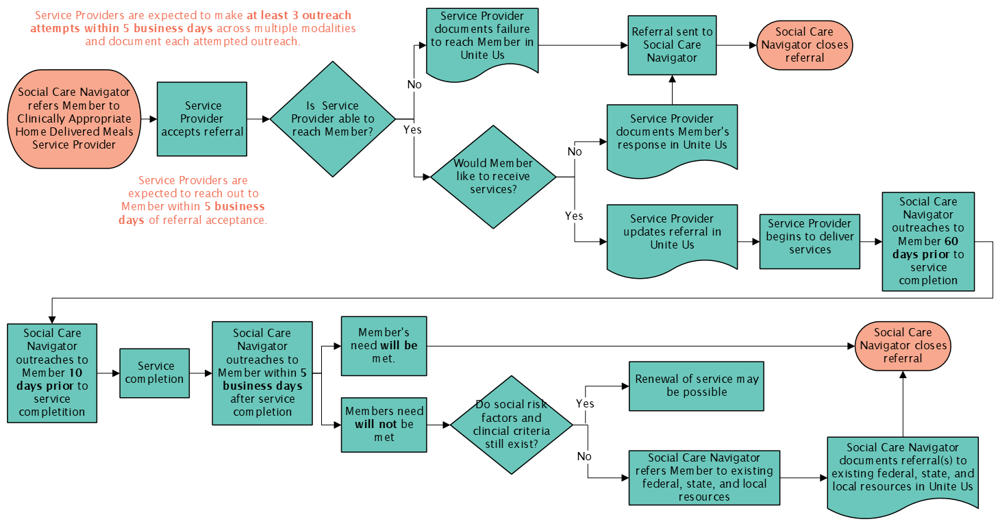 Service Providers are expected to make at least 3 outreach
attempts within 5 business days across multiple modalities
and document each attempted outreach.
Social Care Navigator
refers Member to
Clinically Appropriate
Home Delivered Meals
Service Provider
Service
Provider
accepts referral
Service Providers are
expected to reach out to
Member within 5 business
days of referral acceptance.
Is Service
Provider able to
reach Member?
No
Yes
Service Provider
documents failure
to reach Member in
Unite Us
Referral sent to
Social Care
Navigator
Social Care
Navigator closes
referral
Would Member
like to receive
services?
No
Yes
Service Provider
documents Member's
response in Unite Us
Service Provider
updates referral in
Unite Us
Service Provider
begins to deliver
services
Social Care
Navigator
outreaches to
Member 60
days prior to
service
completion
Social Care
Navigator
outreaches to
Member 10
days prior to
service
completition
Service
completion
Social Care
Navigator
outreaches to
Member within 5
business days
after service
completion
Member's
need will be
met.
Members need
will not be
met
Do social risk
factors and
clincial criteria
still exist?
Yes
No
Renewal of service may
be possible
Social Care Navigator
refers Member to existing
federal, state, and local
resources
Social Care Navigator
documents referral(s) to
existing federal, state, and
local resources in Unite Us
Social Care
Navigator closes
referral